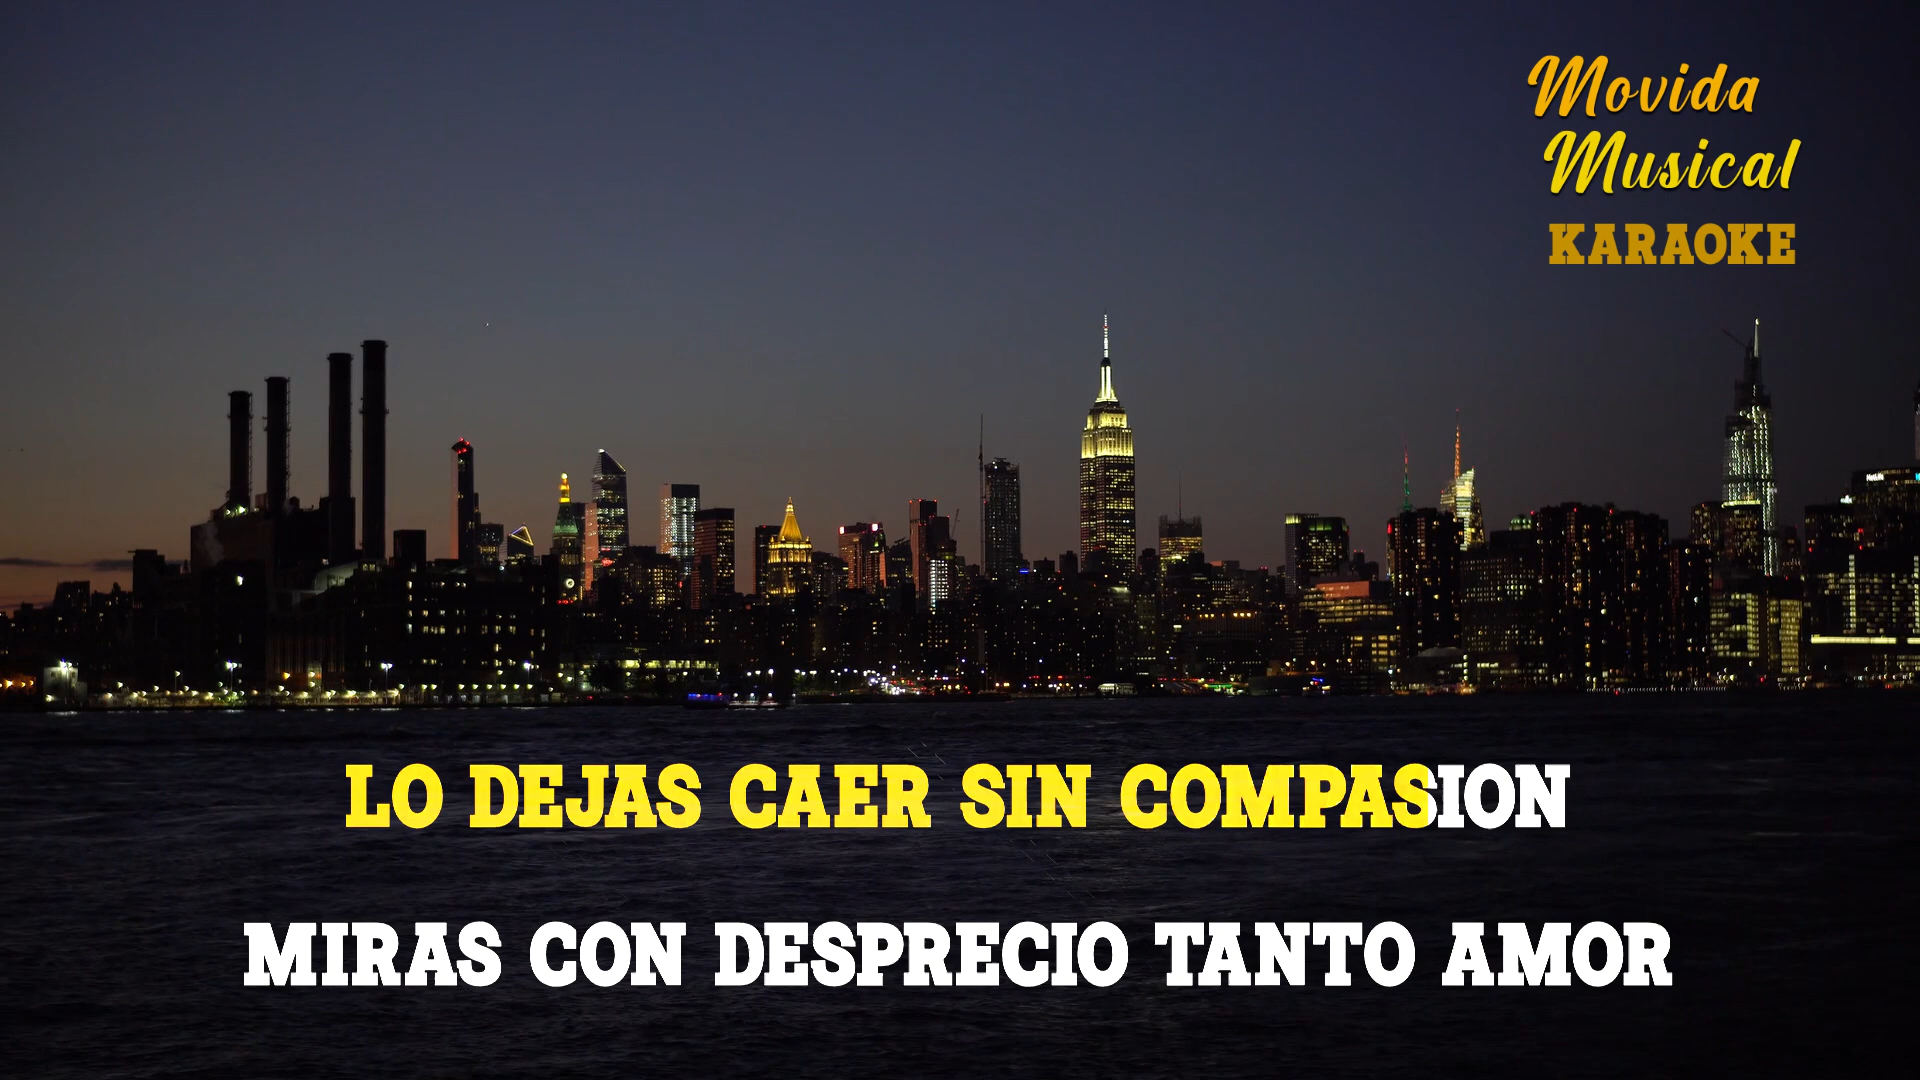 Movida
Musical
KARAOKE
LO DEJAS CAER SIN COMPASION
MIRAS CON DESPRECIO TANTO AMOR